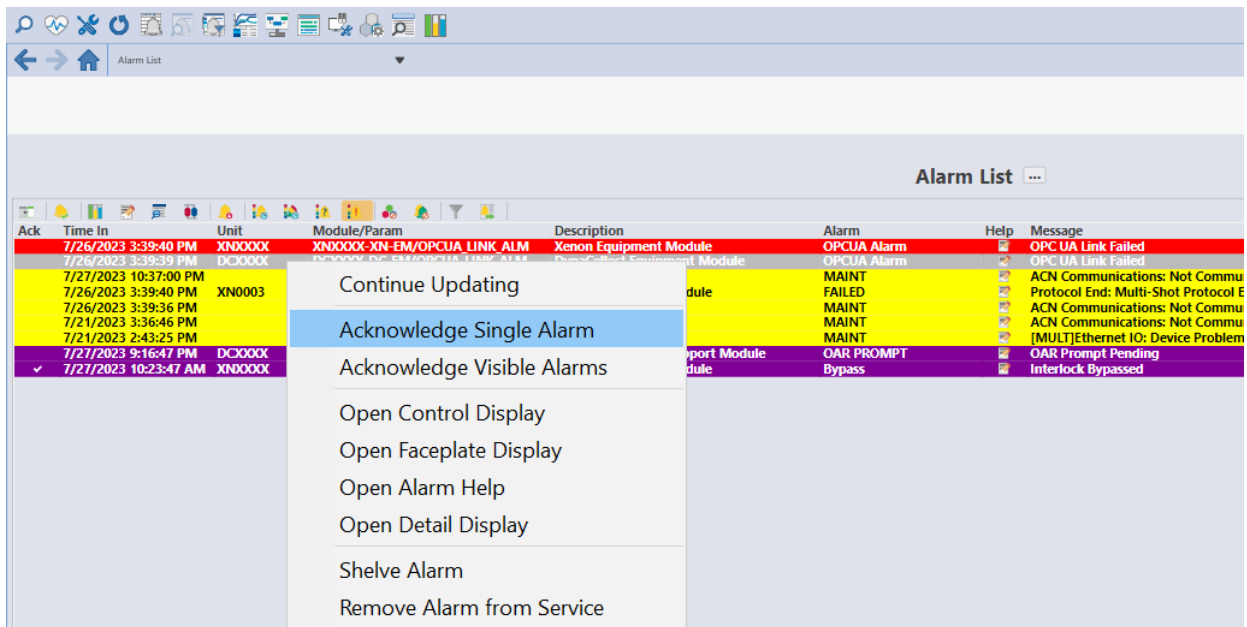 Alarm List
Alarm List ...
Ack Time In Unit Module/Param Description Alarm Help Message
7/26/2023 3:39:40 PM XNXXXX XNXXXX-XN-EM/OPCUA_LINK_ALM Xenon Equipment Module OPCUA Alarm OPC UA Link Failed
7/26/2023 3:39:39 PM DCXXXX DCXXXX-DC-EM/OPCUA_LINK_ALM DynaCollect Equipment Module OPCUA Alarm OPC UA Link Failed
7/27/2023 10:37:00 PM MAINT ACN Communications: Not Commu
7/26/2023 3:39:40 PM XN0003 dule FAILED Protocol End: Multi-Shot Protocol E
7/26/2023 3:39:36 PM MAINT ACN Communications: Not Commu
7/21/2023 3:36:46 PM MAINT ACN Communications: Not Commu
7/21/2023 2:43:25 PM MAINT [MULT]Ethernet IO: Device Problem
7/27/2023 9:16:47 PM DCXXXX pport Module OAR PROMPT OAR Prompt Pending
7/27/2023 10:23:47 AM XNXXXX dule Bypass Interlock Bypassed
Continue Updating
Acknowledge Single Alarm
Acknowledge Visible Alarms
Open Control Display
Open Faceplate Display
Open Alarm Help
Open Detail Display
Shelve Alarm
Remove Alarm from Service